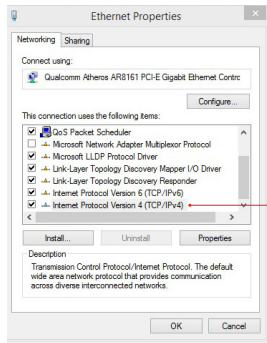 Ethernet Properties
Networking Sharing
Connect using:
Qualcomm Atheros AR8161 PCI-E Gigabit Ethernet Contrc
Configure...
This connection uses the following items:
QoS Packet Scheduler
Microsoft Network Adapter Multiplexor Protocol
Microsoft LLDP Protocol Driver
Link-Layer Topology Discovery Mapper I/O Driver
Link-Layer Topology Discovery Responder
Internet Protocol Version 6 (TCP/IPv6)
Internet Protocol Version 4 (TCP/IPv4)
Install... Uninstall Properties
Description
Transmission Control Protocol/Internet Protocol. The default
wide area network protocol that provides communication
across diverse interconnected networks.
OK Cancel